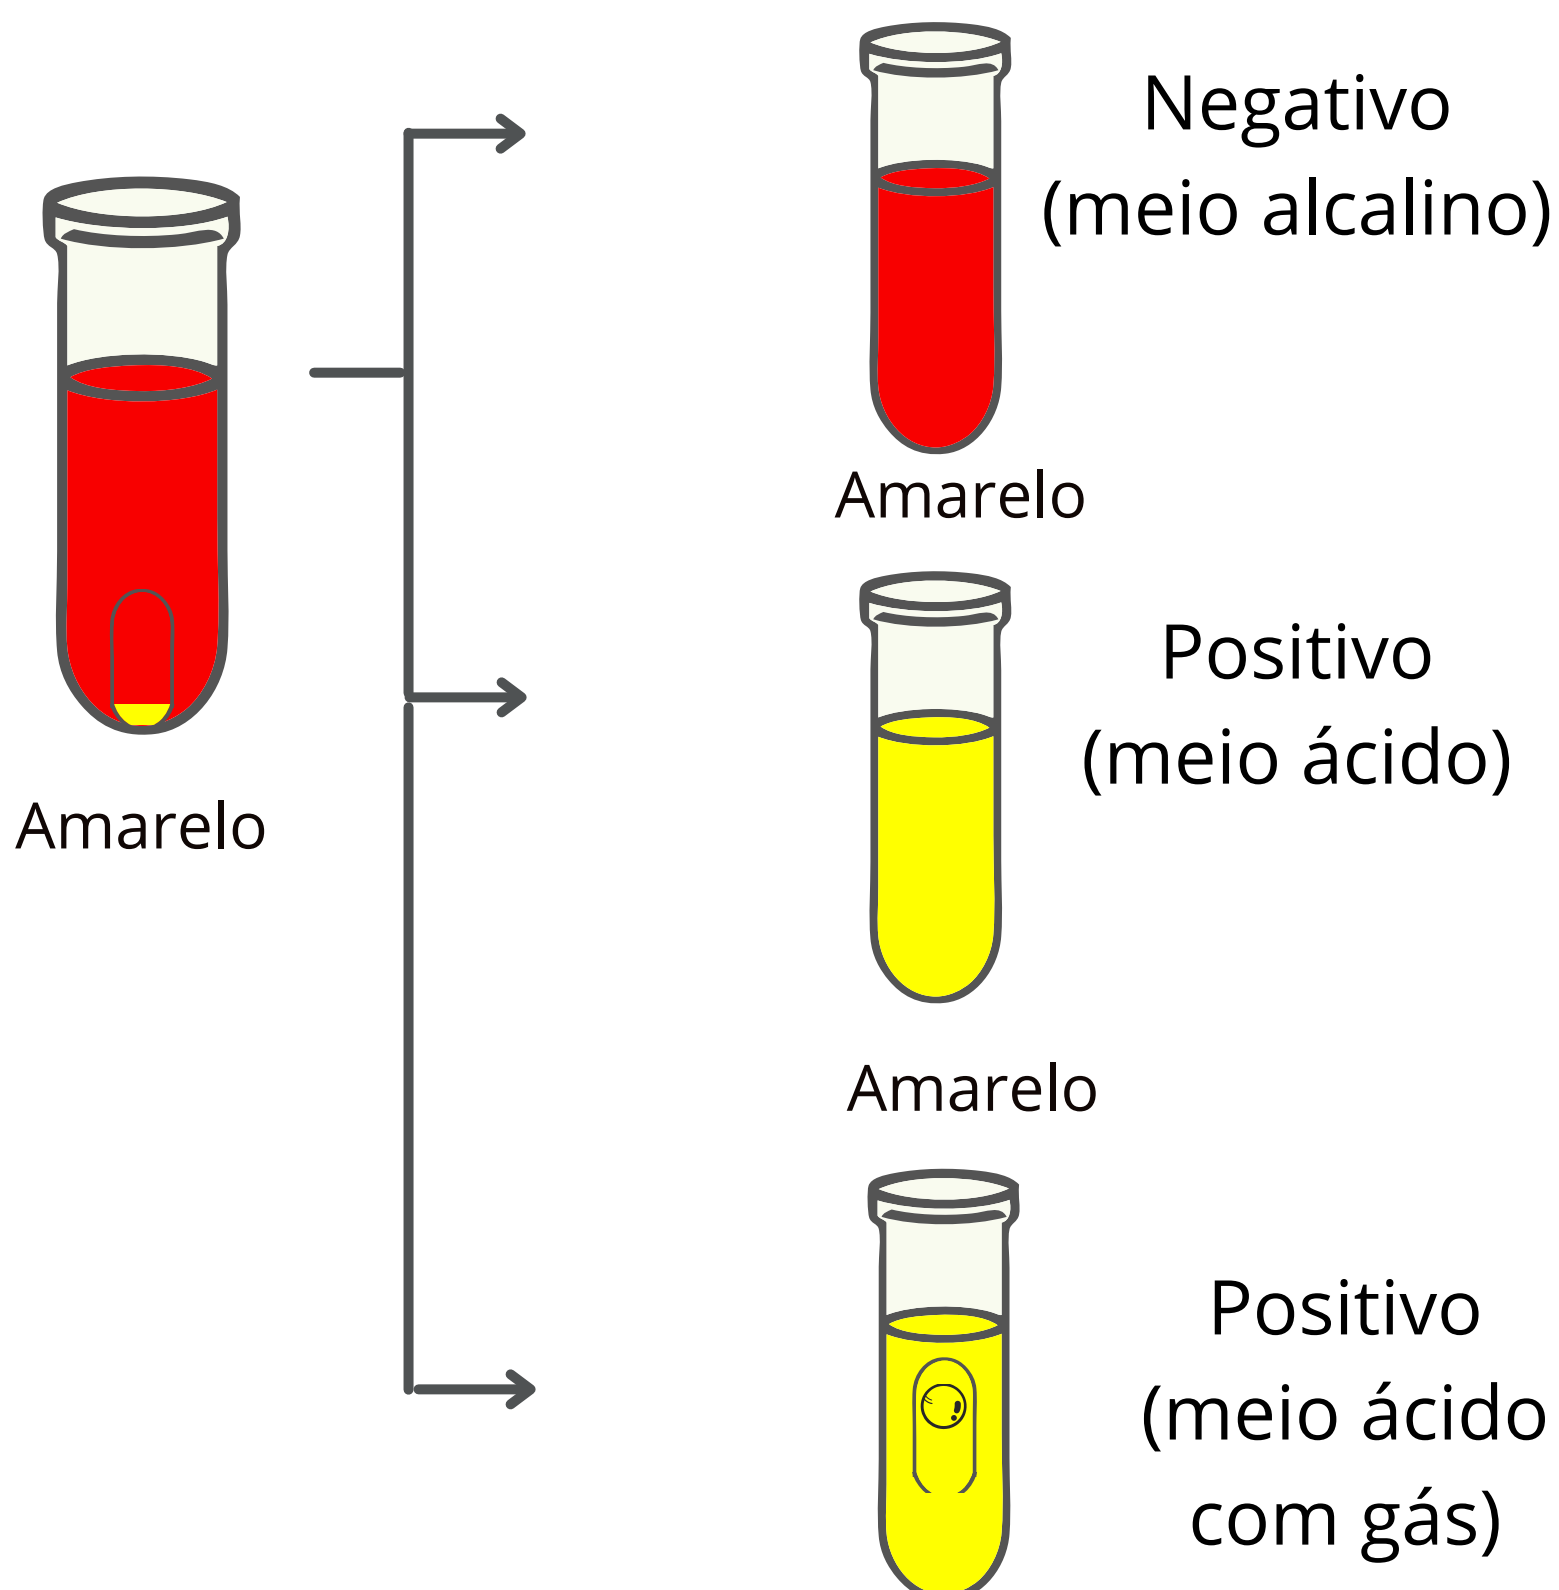 Negativo
(meio alcalino)
Amarelo
Positivo
(meio ácido)
Amarelo
Amarelo
Positivo
(meio ácido
com gás)